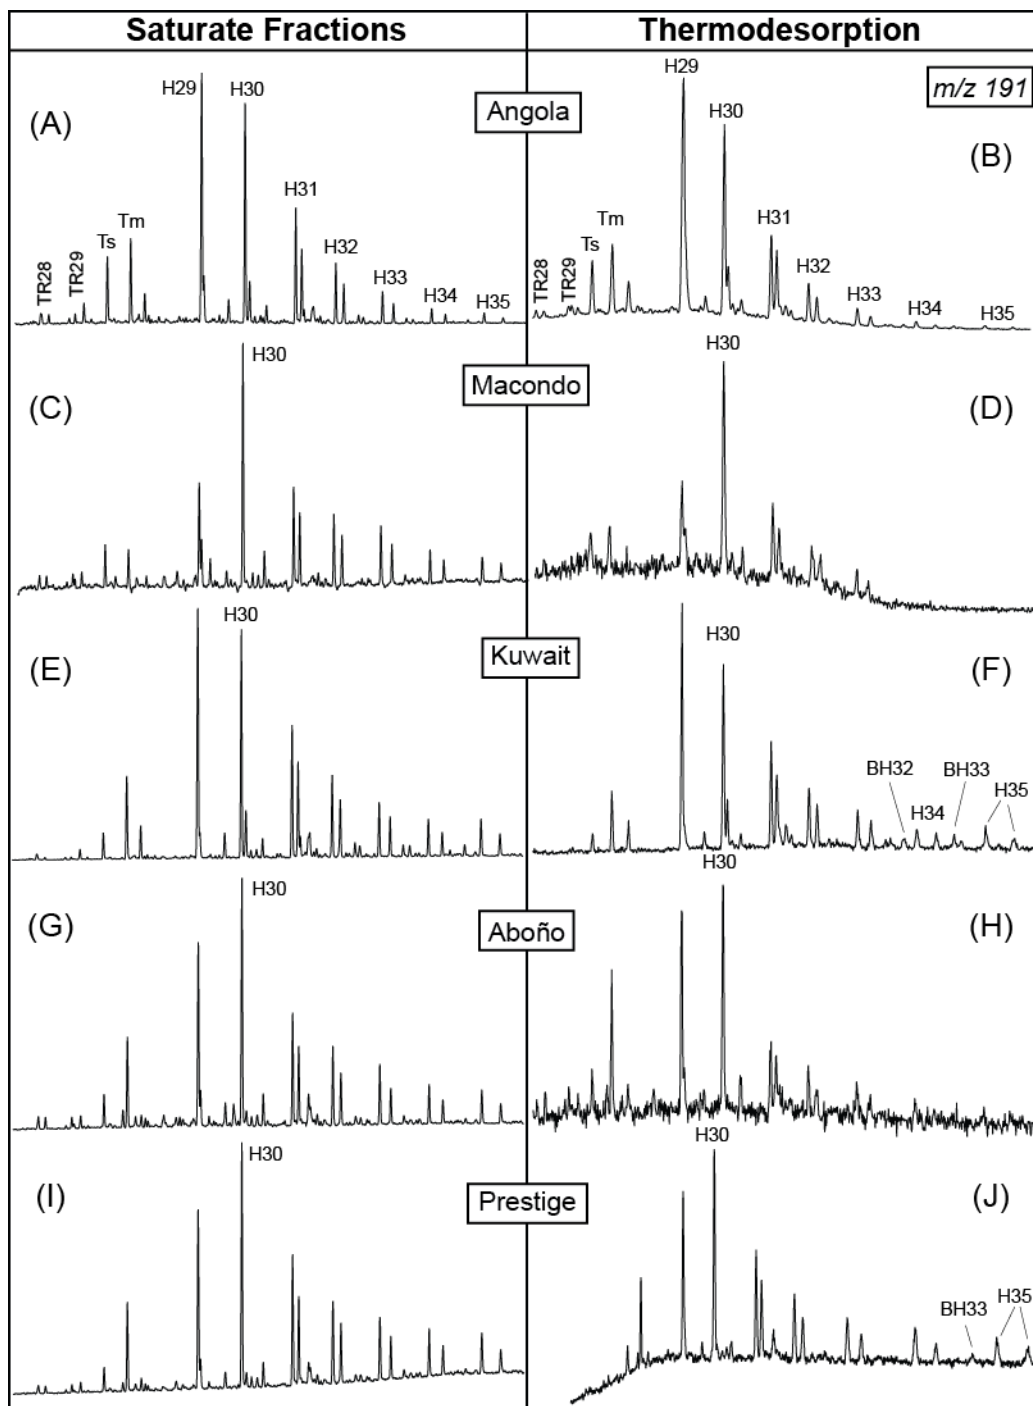 Saturate Fractions
Thermodesorption
m/z 191
Angola
(A)
H29
H30
H31
H32
H33
H34
H35
Tm
Ts
TR28
TR29
(B)
H29
H30
H31
H32
H33
H34
H35
Tm
Ts
TR28
TR29
Macondo
(C)
H30
(D)
H30
Kuwait
(E)
H30
(F)
H30
BH32
H34
BH33
H35
Aboño
(G)
H30
(H)
H30
Prestige
(I)
H30
(J)
H30
BH33
H35